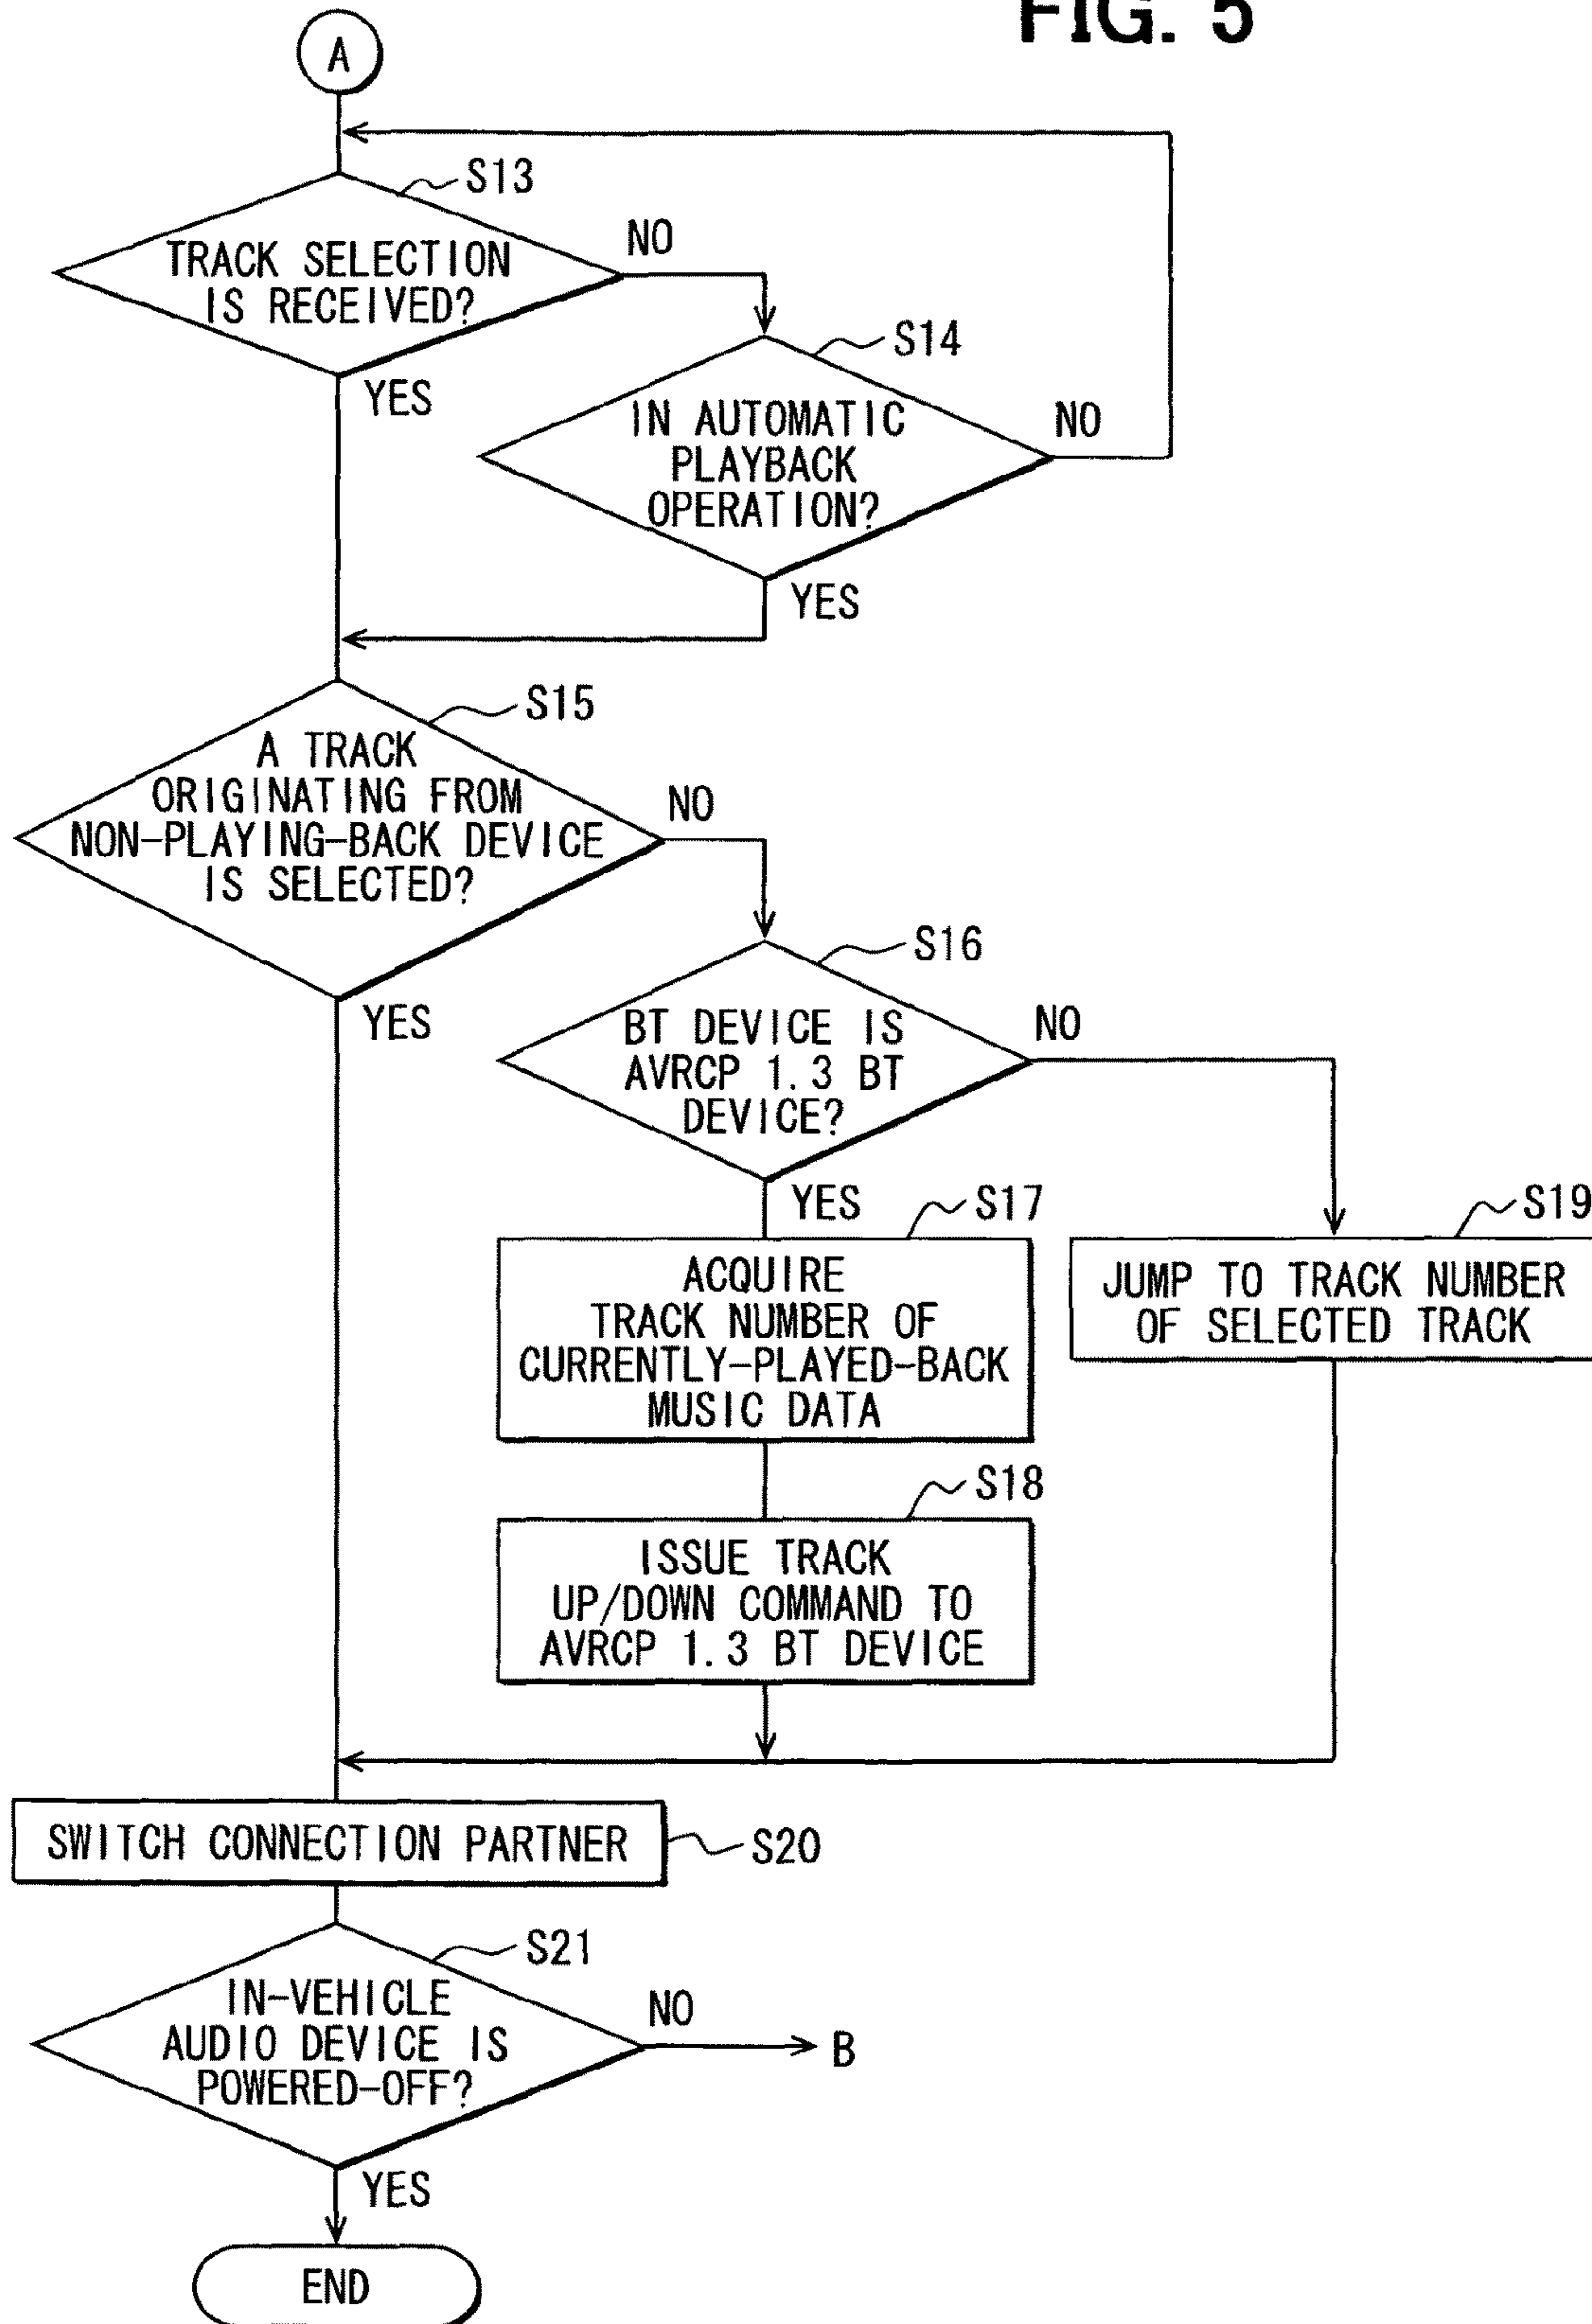 FIG. 5
A
S13
TRACK SELECTION
IS RECEIVED?
NO
YES
S14
IN AUTOMATIC
PLAYBACK
OPERATION?
NO
YES
S15
A TRACK
ORIGINATING FROM
NON-PLAYING-BACK DEVICE
IS SELECTED?
NO
YES
S16
BT DEVICE IS
AVRCP 1.3 BT
DEVICE?
NO
YES
S17
ACQUIRE
TRACK NUMBER OF
CURRENTLY-PLAYED-BACK
MUSIC DATA
S19
JUMP TO TRACK NUMBER
OF SELECTED TRACK
S18
ISSUE TRACK
UP/DOWN COMMAND TO
AVRCP 1.3 BT DEVICE
SWITCH CONNECTION PARTNER
S20
S21
IN-VEHICLE
AUDIO DEVICE IS
POWERED-OFF?
NO
B
YES
END